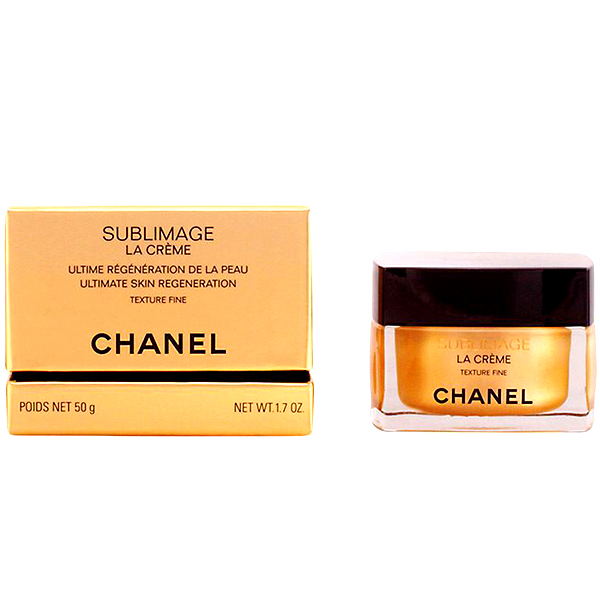 SUBLIMAGE
LA CRÈME
ULTIME RÉGÉNÉRATION DE LA PEAU
ULTIMATE SKIN REGENERATION
TEXTURE FINE
CHANEL
POIDS NET 50 g
NET WT.1.7 OZ.
SUBLIMAGE
LA CRÈME
TEXTURE FINE
CHANEL